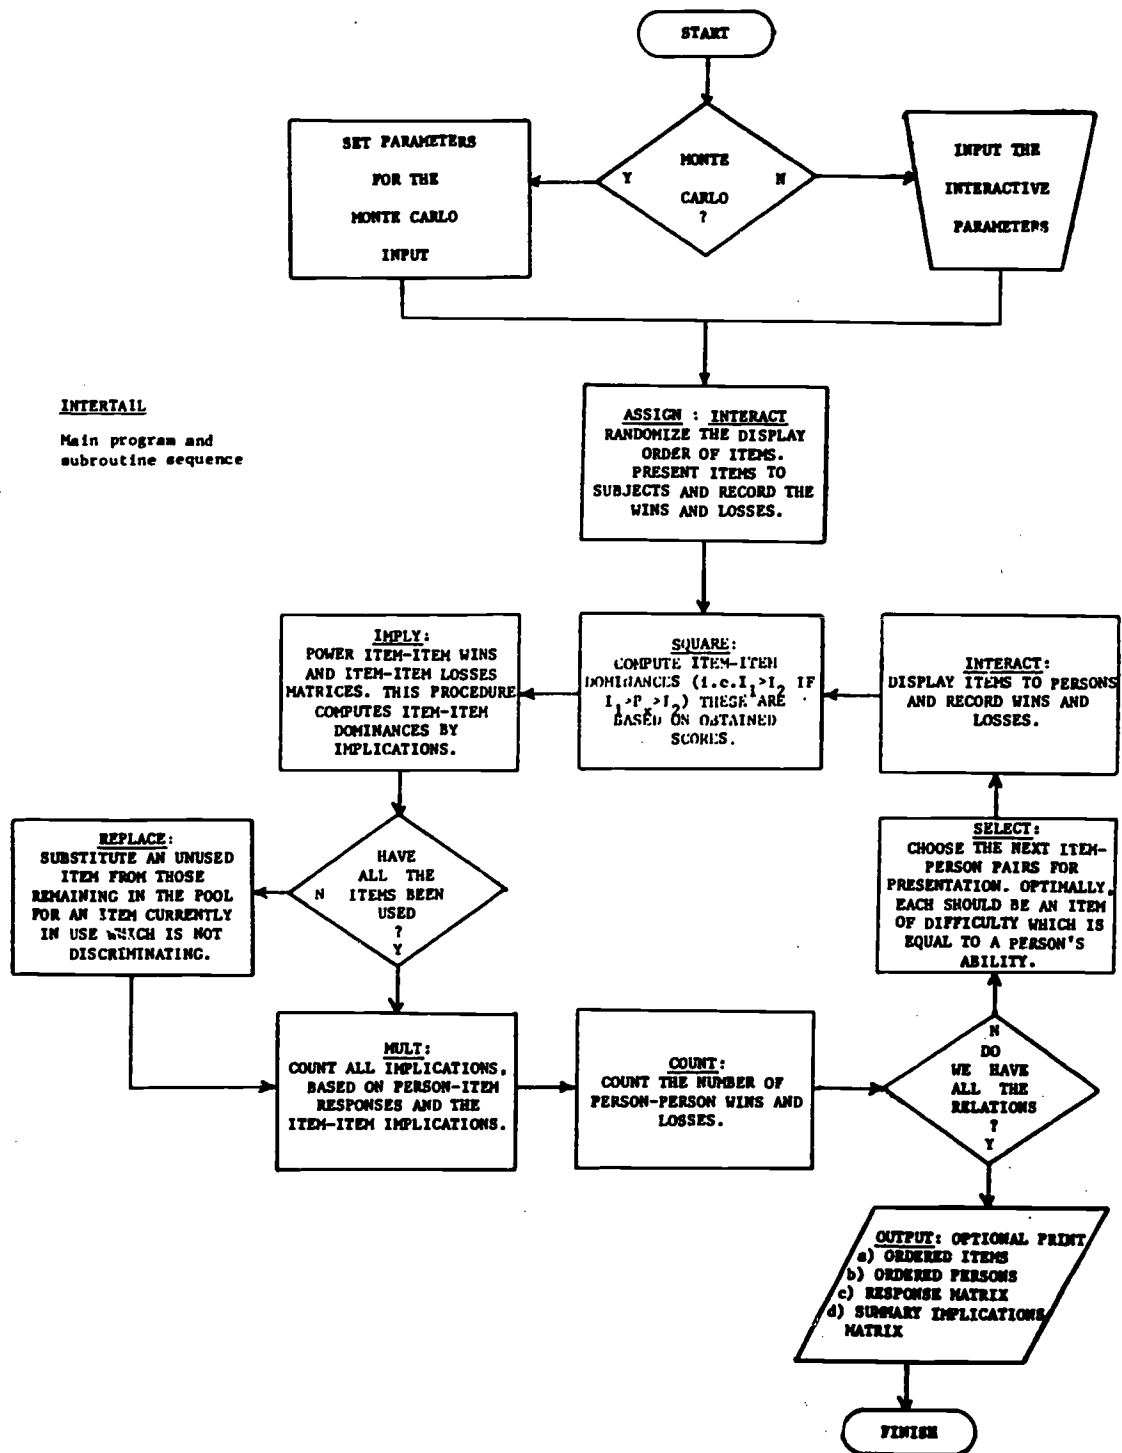 START
SET PARAMETERS
FOR THE
MONTE CARLO
INPUT
MONTE
Y N
CARLO
?
INPUT THE
INTERACTIVE
PARAMETERS
INTERTAIL
Main program and
subroutine sequence
ASSIGN : INTERACT
RANDOMIZE THE DISPLAY
ORDER OF ITEMS.
PRESENT ITEMS TO
SUBJECTS AND RECORD THE
WINS AND LOSSES.
IMPLY:
POWER ITEM-ITEM WINS
AND ITEM-ITEM LOSSES
MATRICES. THIS PROCEDURE
COMPUTES ITEM-ITEM
DOMINANCES BY
IMPLICATIONS.
SQUARE:
COMPUTE ITEM-ITEM
DOMINANCES (i.e.I₁>I₂ IF
I₁>Pₓ>I₂) THESE ARE
BASED ON OBTAINED
SCORES.
INTERACT:
DISPLAY ITEMS TO PERSONS
AND RECORD WINS AND
LOSSES.
REPLACE:
SUBSTITUTE AN UNUSED
ITEM FROM THOSE
REMAINING IN THE POOL
FOR AN ITEM CURRENTLY
IN USE WHICH IS NOT
DISCRIMINATING.
HAVE
ALL THE
N ITEMS BEEN
USED
?
Y
SELECT:
CHOOSE THE NEXT ITEM-
PERSON PAIRS FOR
PRESENTATION. OPTIMALLY,
EACH SHOULD BE AN ITEM
OF DIFFICULTY WHICH IS
EQUAL TO A PERSON'S
ABILITY.
MULT:
COUNT ALL IMPLICATIONS,
BASED ON PERSON-ITEM
RESPONSES AND THE
ITEM-ITEM IMPLICATIONS.
COUNT:
COUNT THE NUMBER OF
PERSON-PERSON WINS AND
LOSSES.
N
DO
WE HAVE
ALL THE
RELATIONS
?
Y
OUTPUT: OPTIONAL PRINT
a) ORDERED ITEMS
b) ORDERED PERSONS
c) RESPONSE MATRIX
d) SUMMARY IMPLICATIONS
MATRIX
FINISH